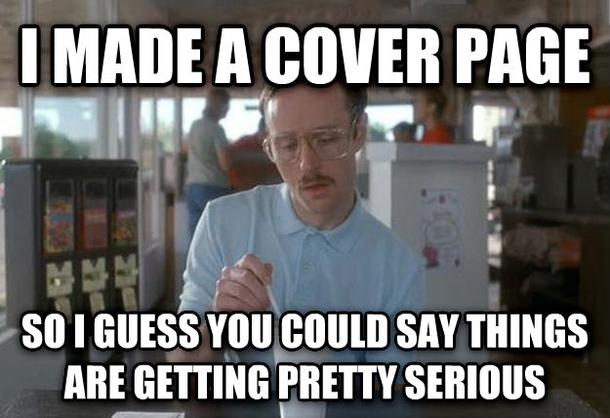 I MADE A COVER PAGE
SO I GUESS YOU COULD SAY THINGS
ARE GETTING PRETTY SERIOUS